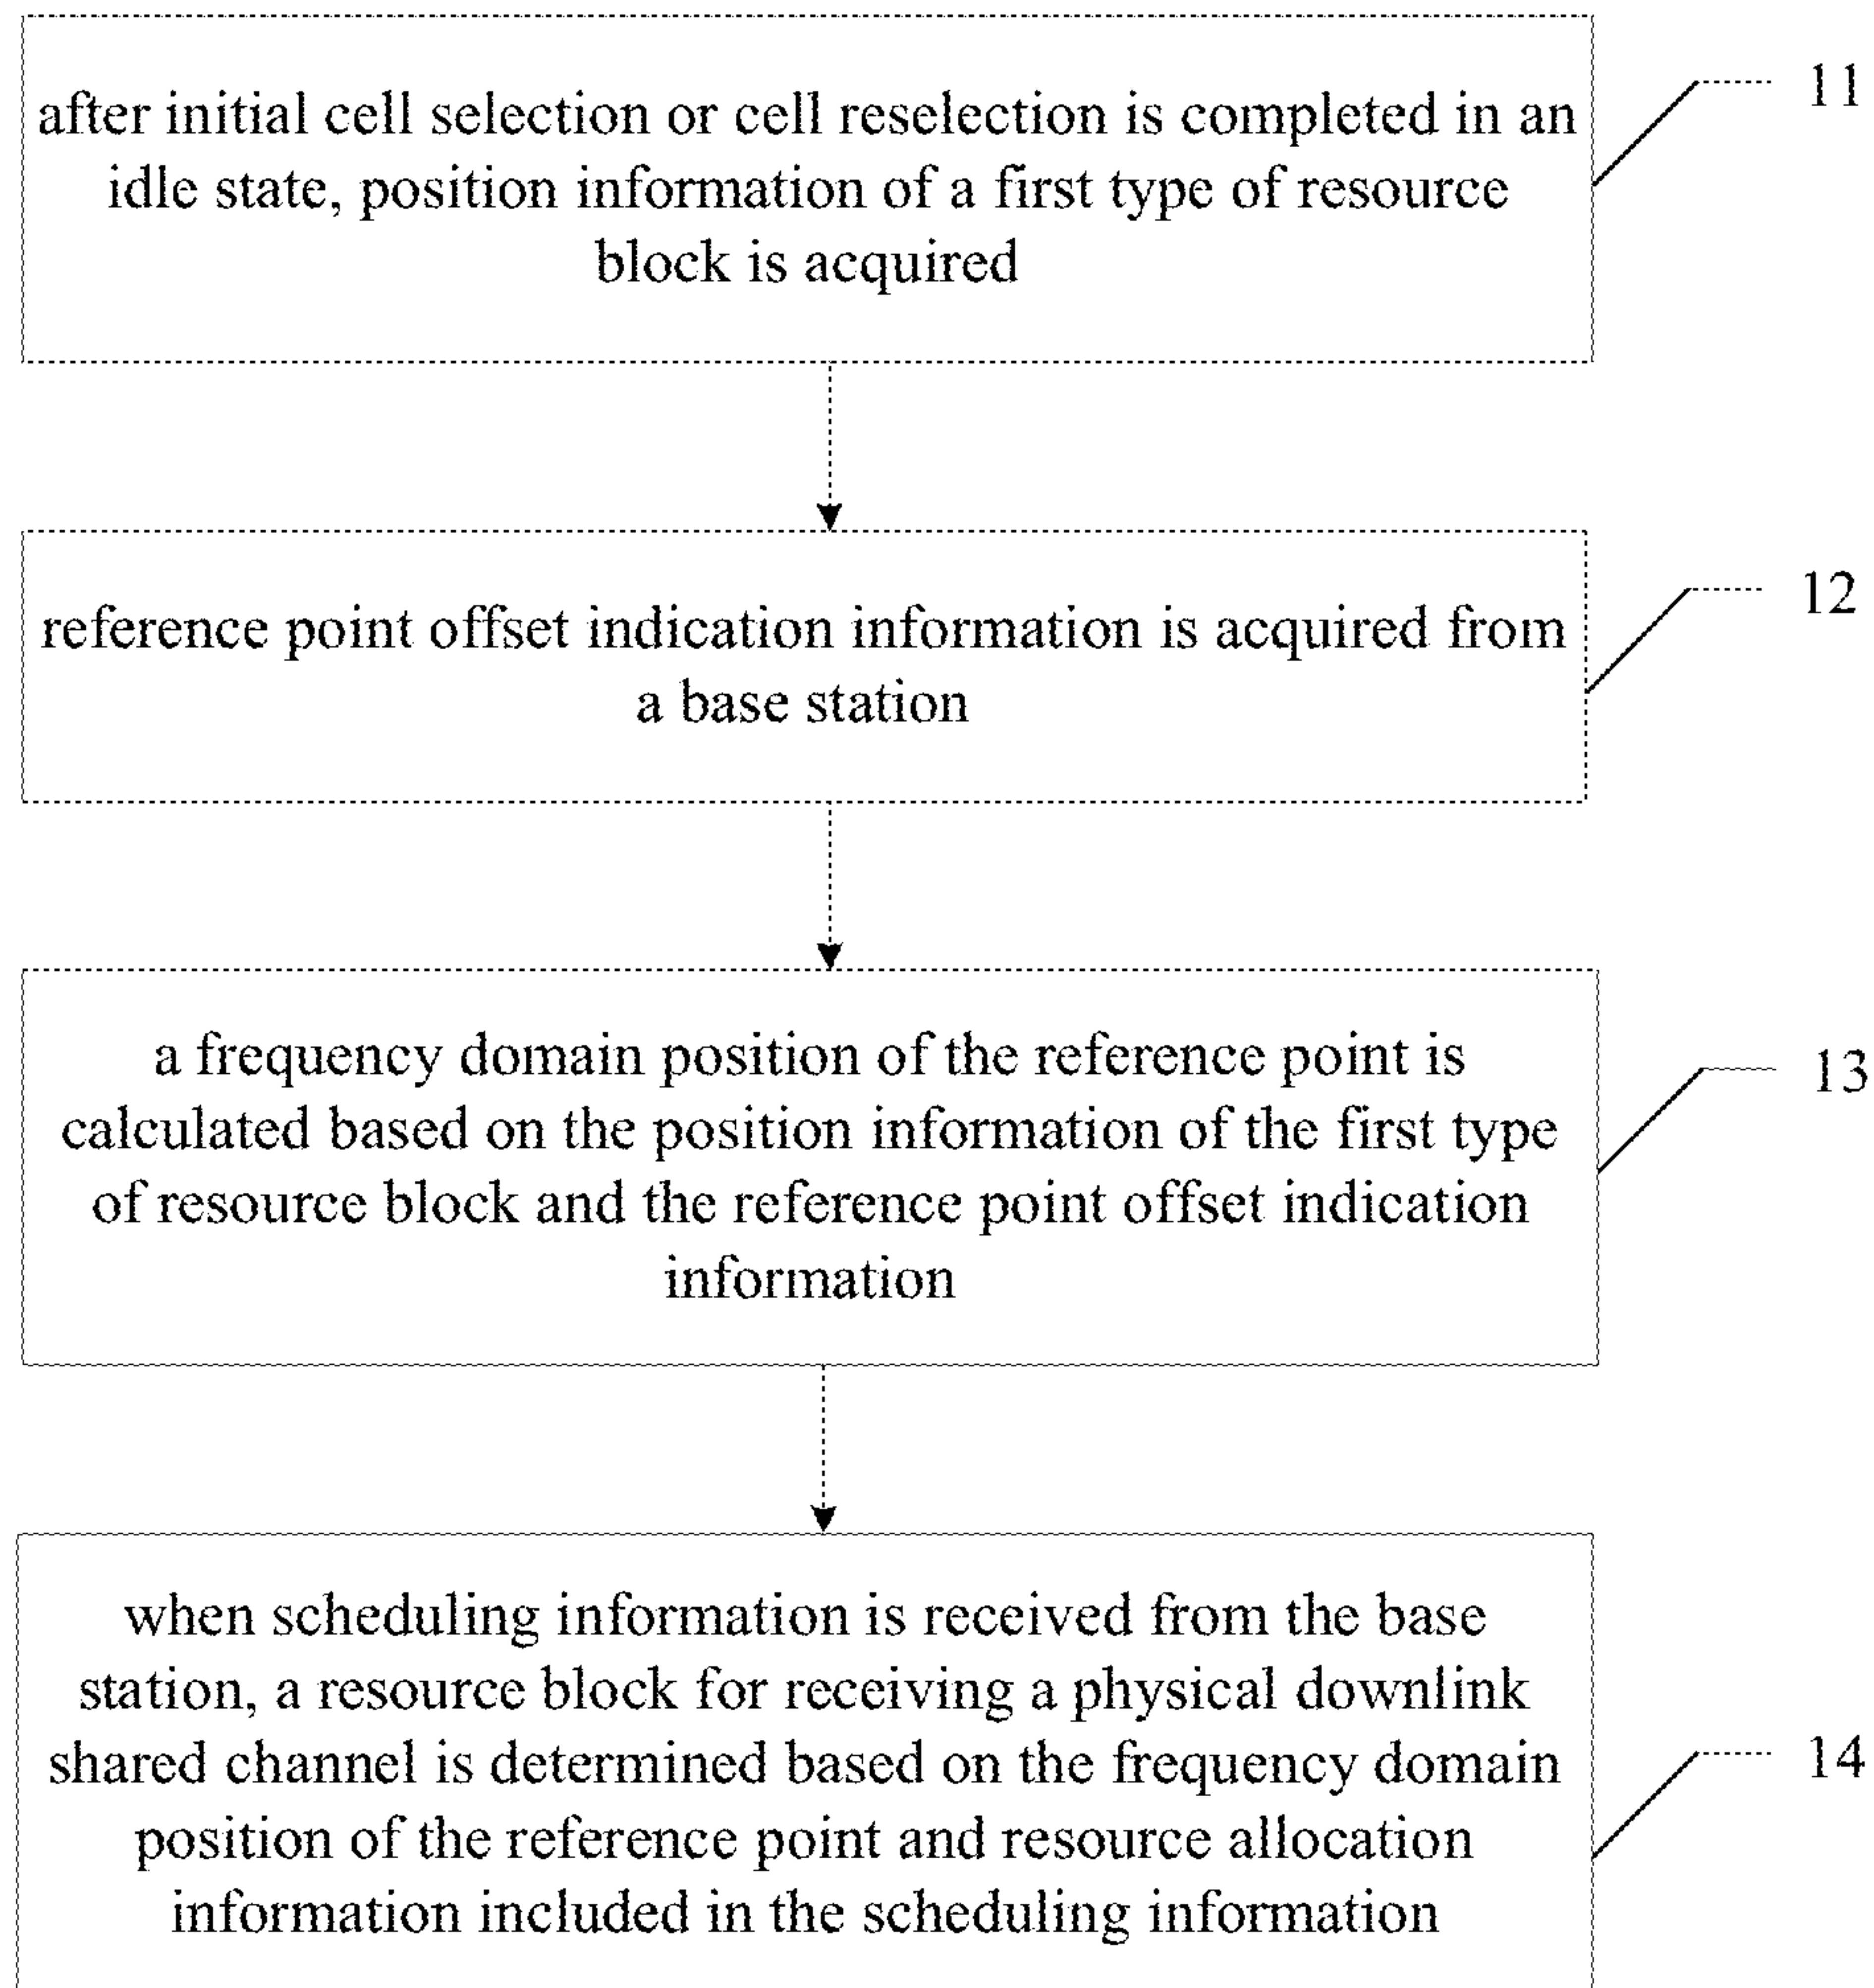 after initial cell selection or cell reselection is completed in an
idle state, position information of a first type of resource
block is acquired
11
reference point offset indication information is acquired from
a base station
12
a frequency domain position of the reference point is
calculated based on the position information of the first type
of resource block and the reference point offset indication
information
13
when scheduling information is received from the base
station, a resource block for receiving a physical downlink
shared channel is determined based on the frequency domain
position of the reference point and resource allocation
information included in the scheduling information
14